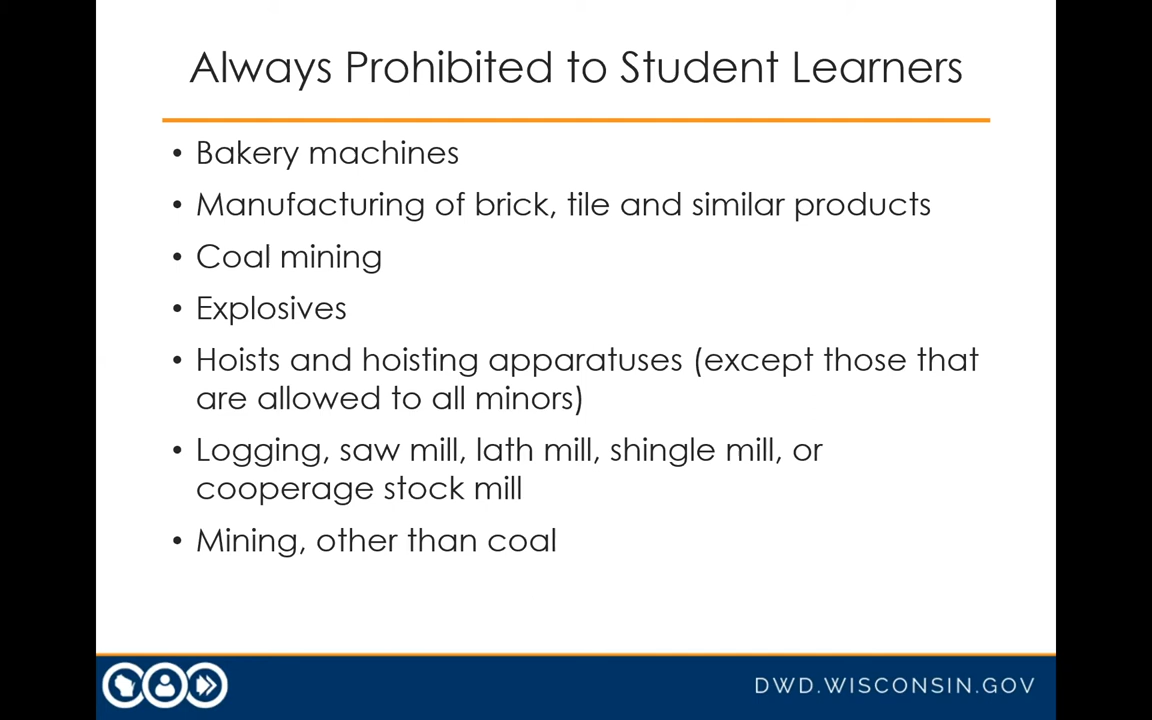 Always Prohibited to Student Learners
• Bakery machines
• Manufacturing of brick, tile and similar products
• Coal mining
• Explosives
• Hoists and hoisting apparatuses (except those that
are allowed to all minors)
• Logging, saw mill, lath mill, shingle mill, or
cooperage stock mill
• Mining, other than coal
DWD.WISCONSIN.GOV